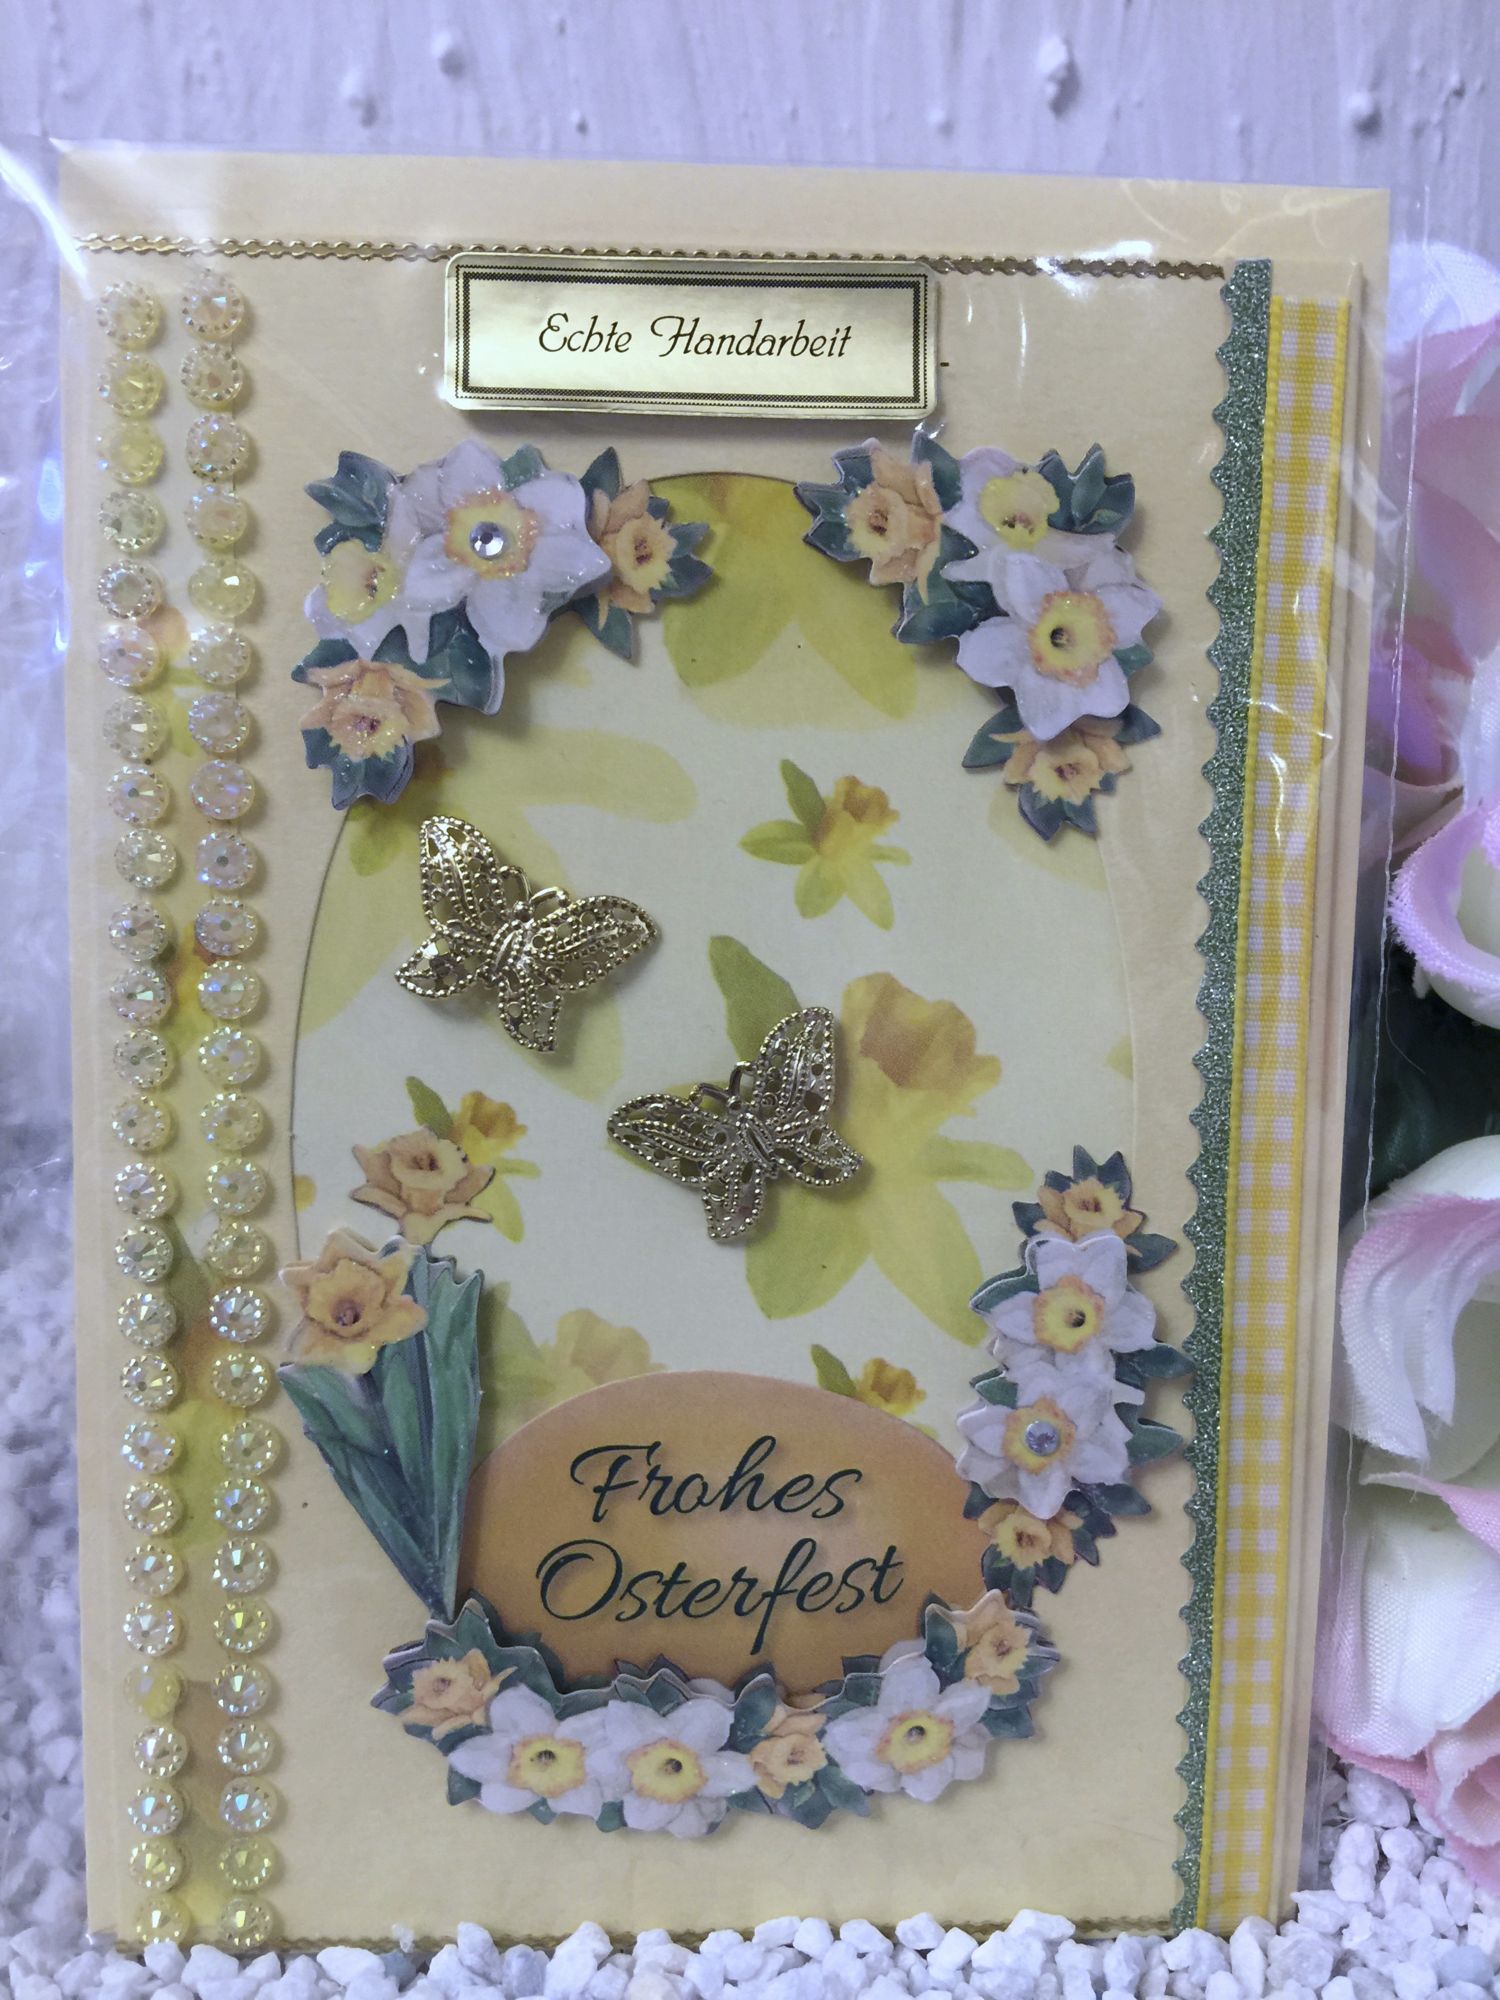 Echte Handarbeit
Frohes
Osterfest